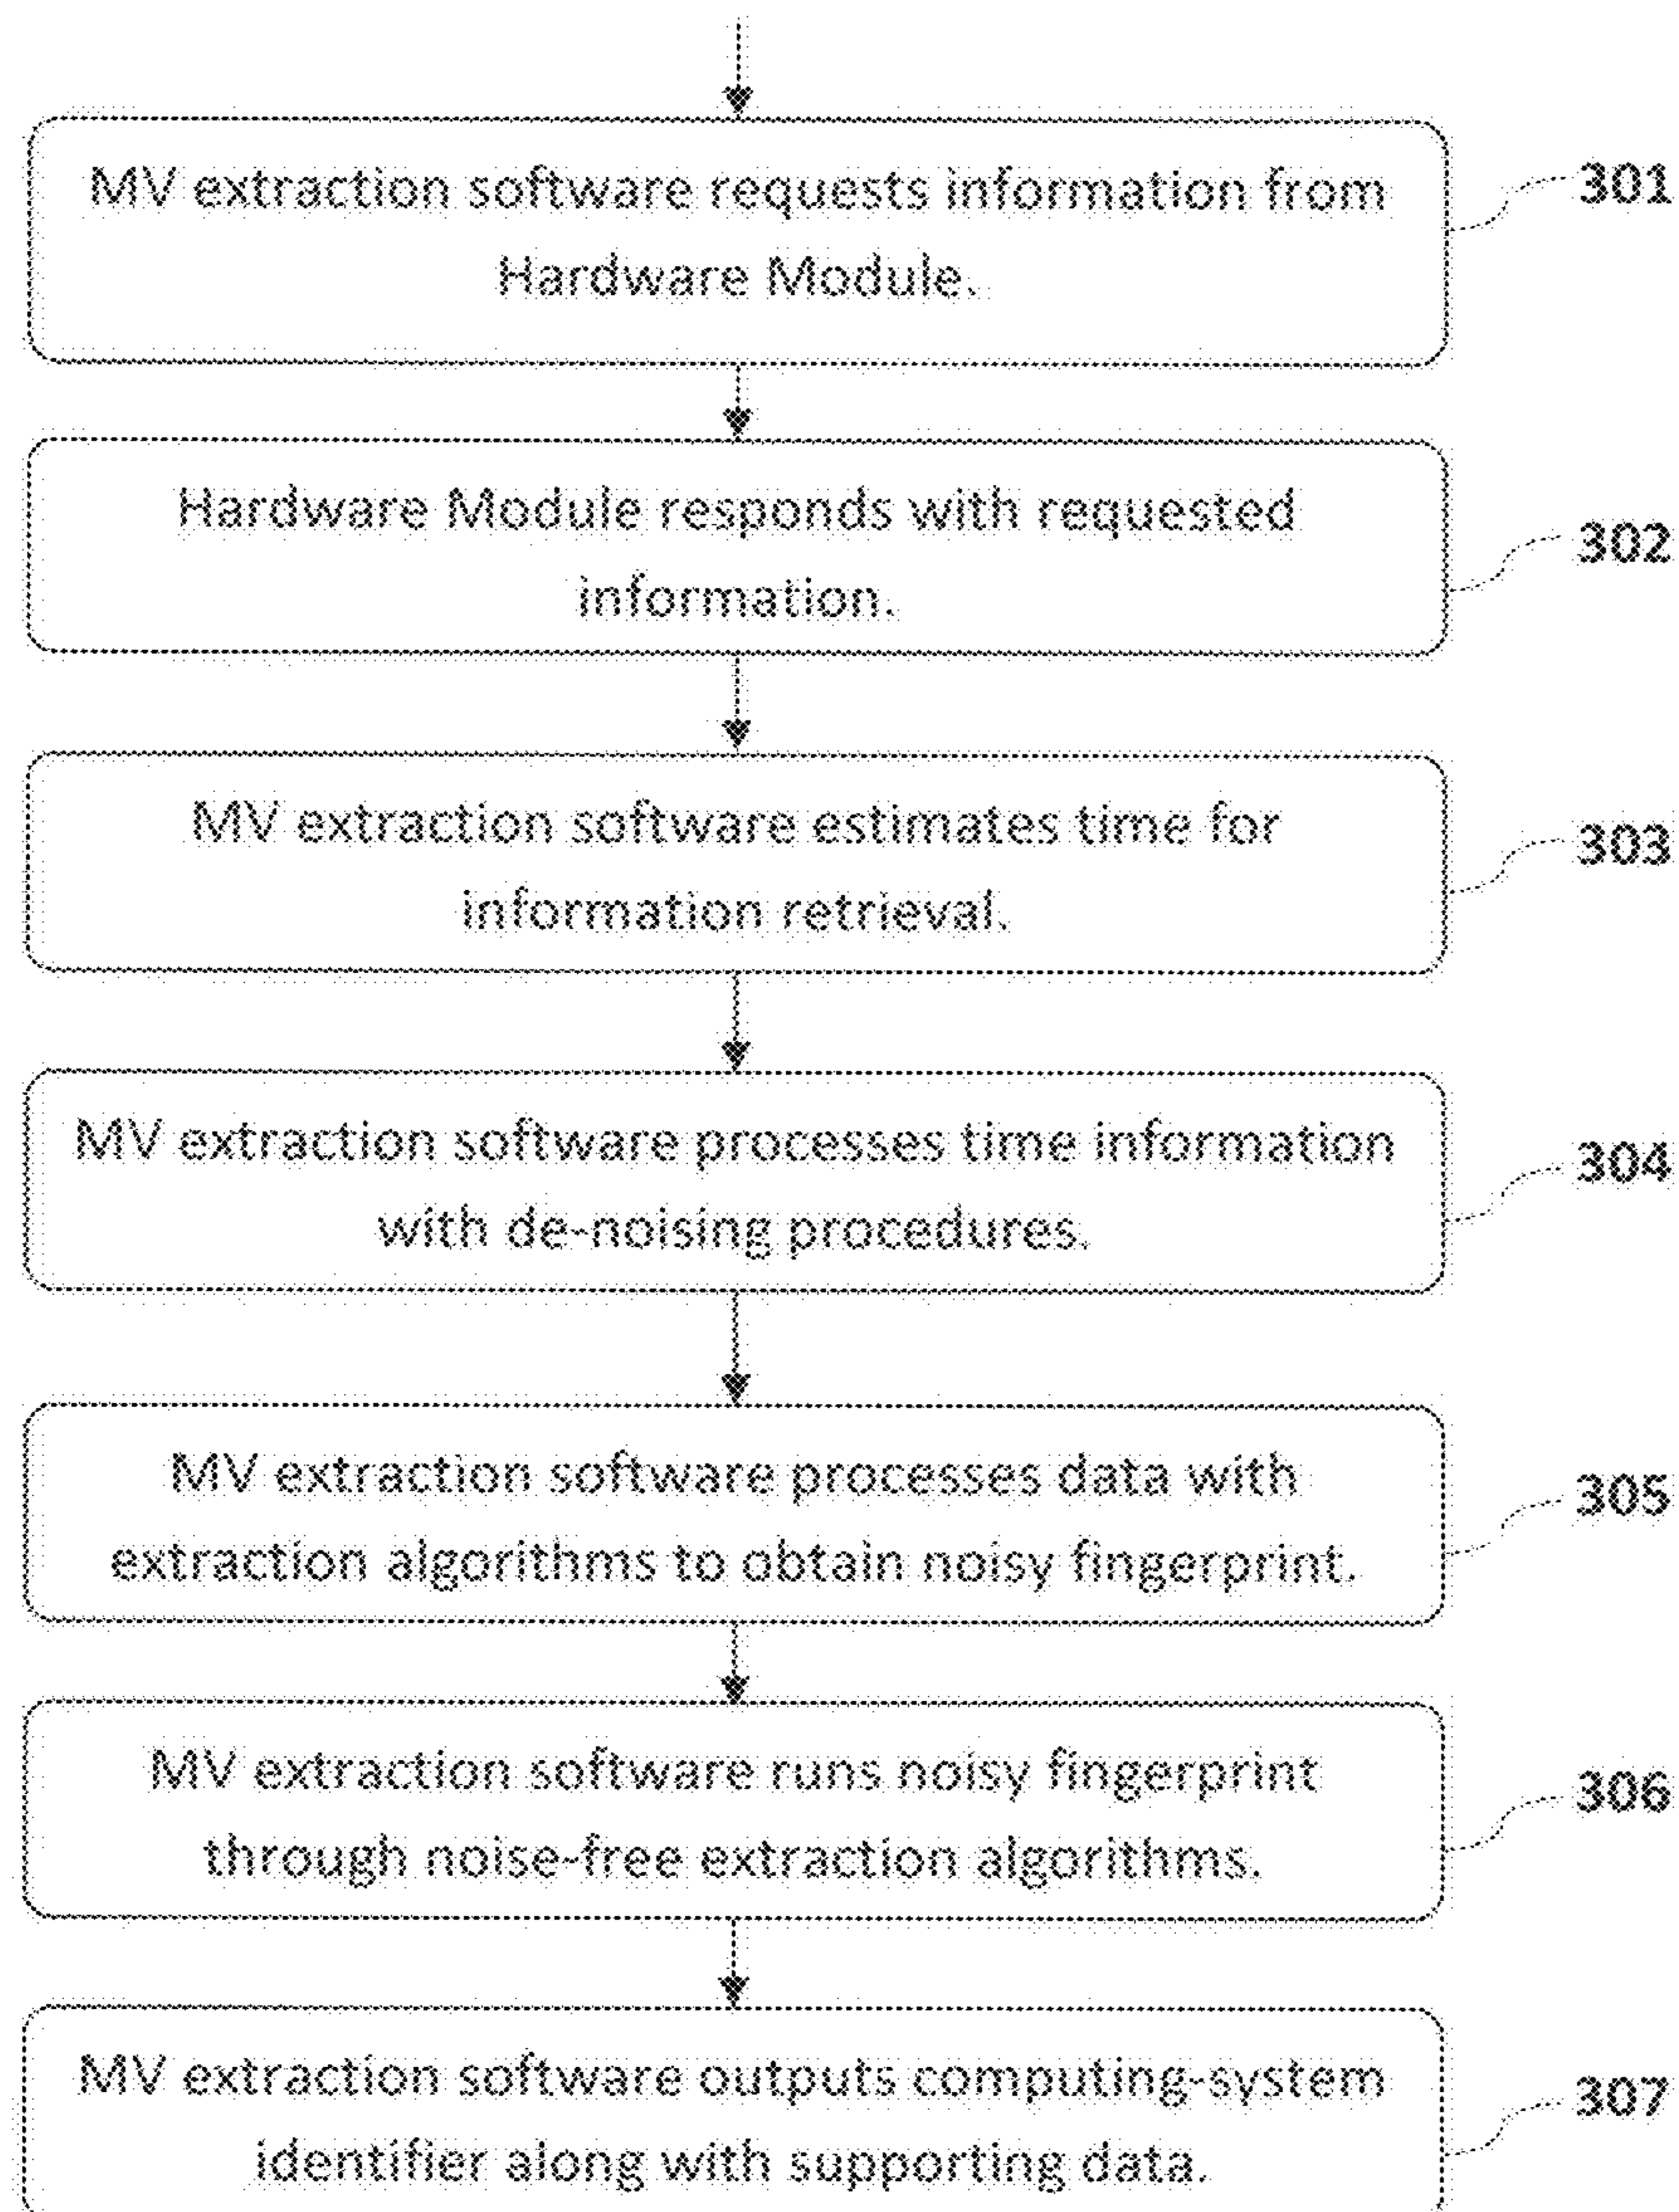 MV extraction software requests information from
Hardware Module.
301
Hardware Module responds with requested
information.
302
MV extraction software estimates time for
information retrieval.
303
MV extraction software processes time information
with de-noising procedures.
304
MV extraction software processes data with
extraction algorithms to obtain noisy fingerprint.
305
MV extraction software runs noisy fingerprint
through noise-free extraction algorithms.
306
MV extraction software outputs computing-system
identifier along with supporting data.
307